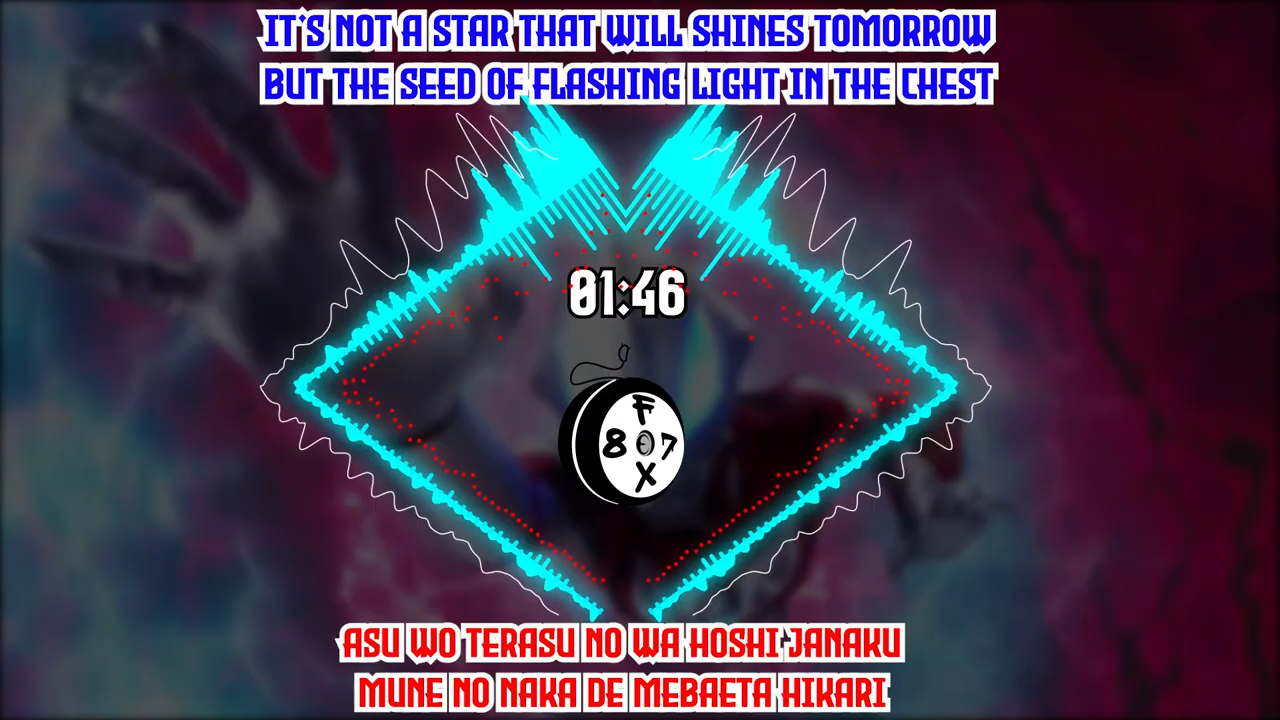 IT'S NOT A STAR THAT WILL SHINES TOMORROW
BUT THE SEED OF FLASHING LIGHT IN THE CHEST
01:46
F
8 E 7
X
ASU WO TERASU NO WA HOSHI JANAKU
MUNE NO NAKA DE MEBAETA HIKARI